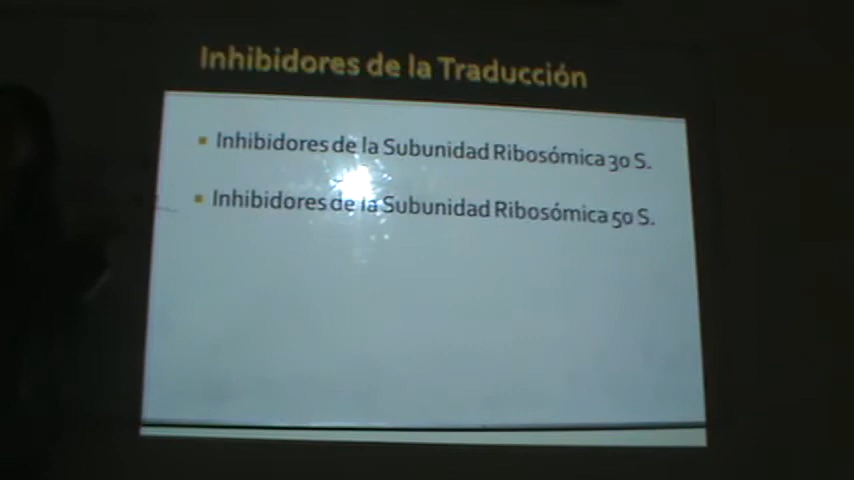 Inhibidores de la Traducción
Inhibidores de la Subunidad Ribosómica 30 S.
Inhibidores de la Subunidad Ribosómica 50 S.